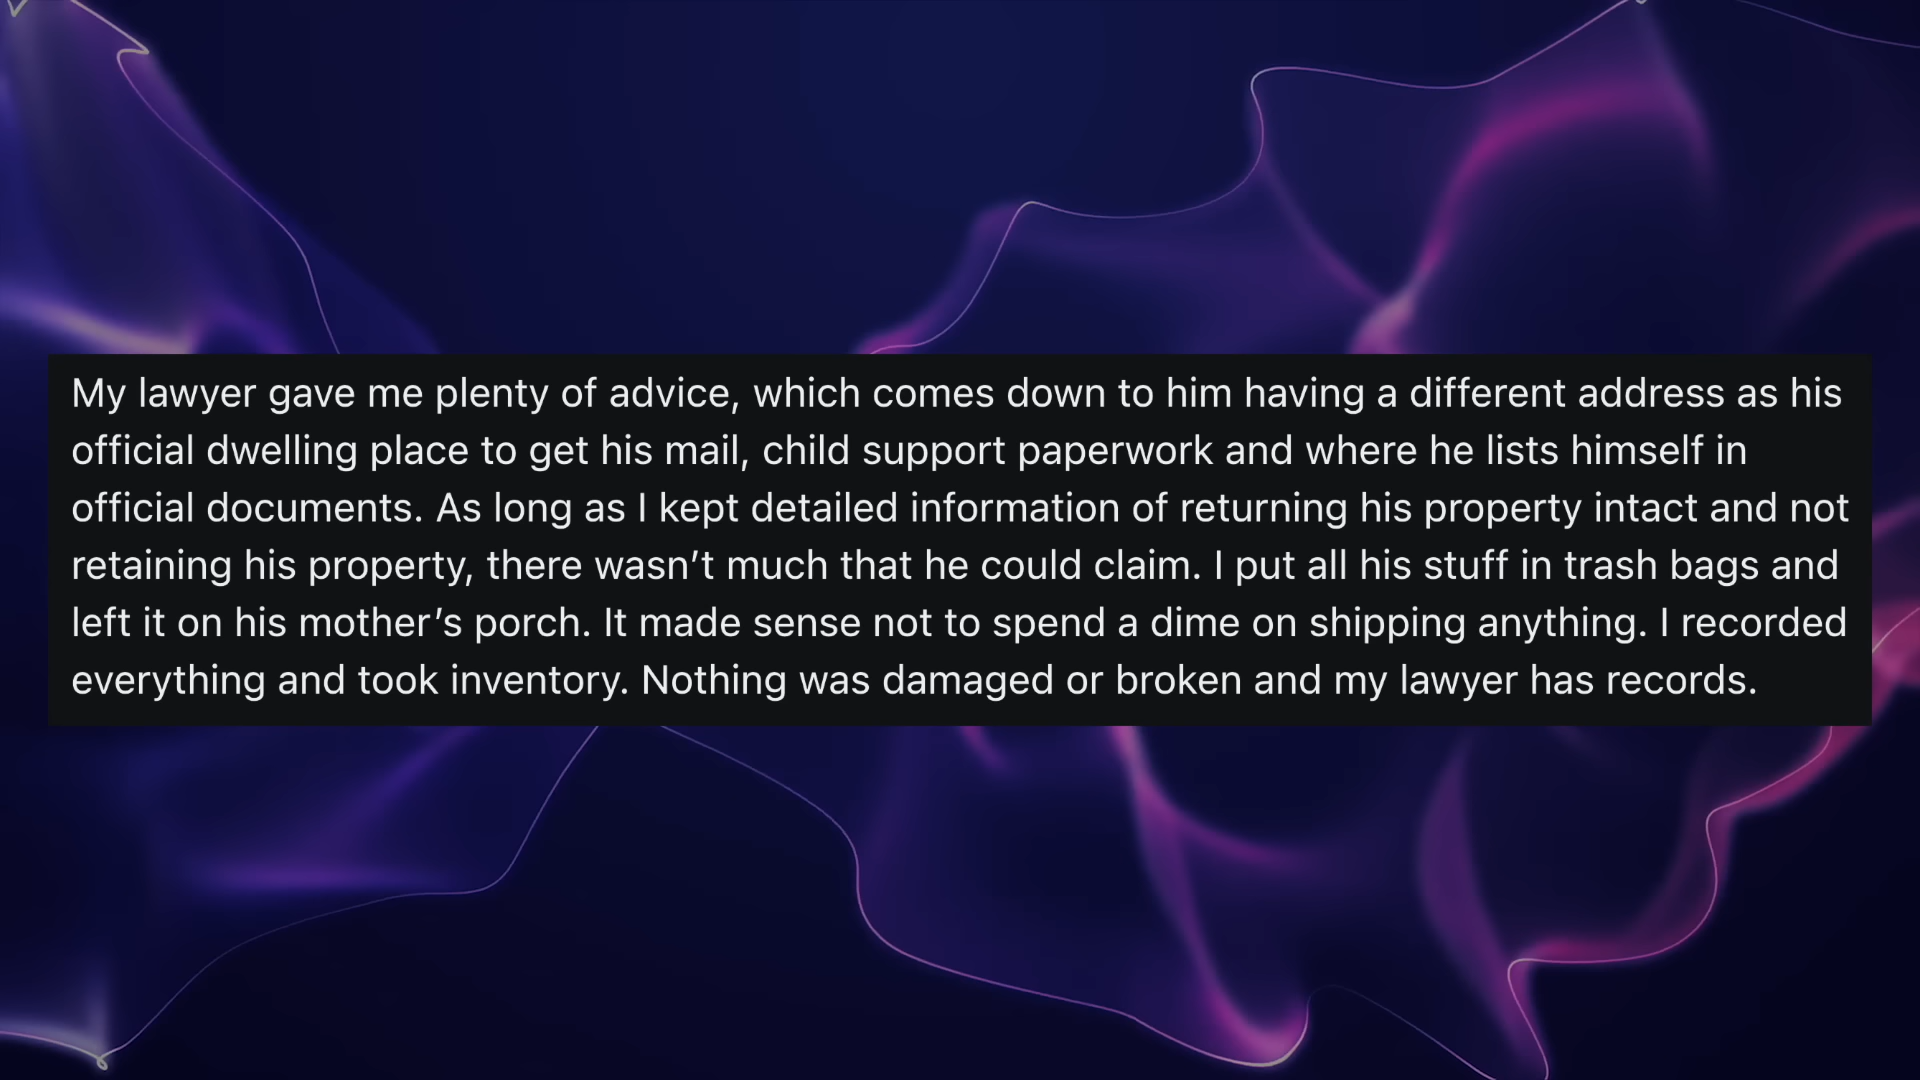 My lawyer gave me plenty of advice, which comes down to him having a different address as his
official dwelling place to get his mail, child support paperwork and where he lists himself in
official documents. As long as I kept detailed information of returning his property intact and not
retaining his property, there wasn’t much that he could claim. I put all his stuff in trash bags and
left it on his mother’s porch. It made sense not to spend a dime on shipping anything. I recorded
everything and took inventory. Nothing was damaged or broken and my lawyer has records.